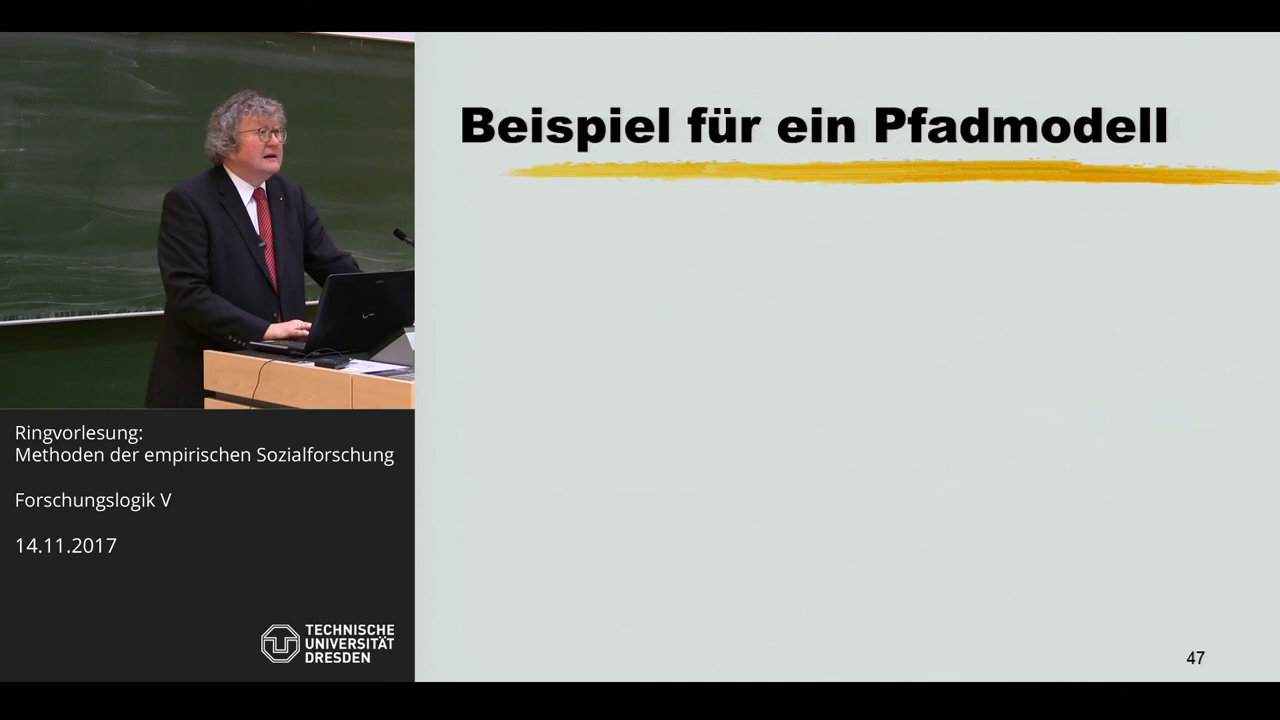 Beispiel für ein Pfadmodell
Ringvorlesung:
Methoden der empirischen Sozialforschung
Forschungslogik V
14.11.2017
TECHNISCHE
UNIVERSITÄT
DRESDEN
47